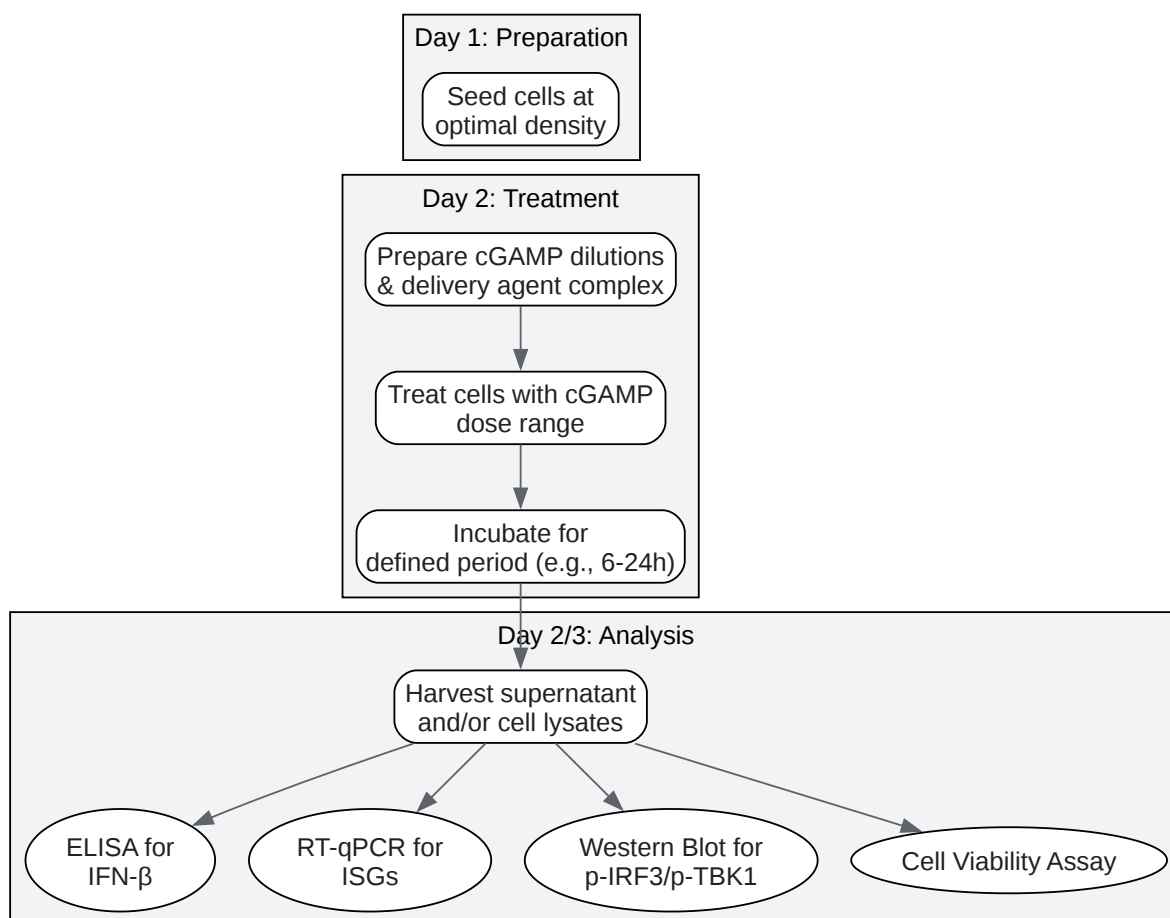 Day 1: Preparation
Seed cells at
optimal density
Day 2: Treatment
Prepare cGAMP dilutions
& delivery agent complex
Treat cells with cGAMP
dose range
Incubate for
defined period (e.g., 6-24h)
Day 2/3: Analysis
Harvest supernatant
and/or cell lysates
ELISA for
IFN-β
RT-qPCR for
ISGs
Western Blot for
p-IRF3/p-TBK1
Cell Viability Assay